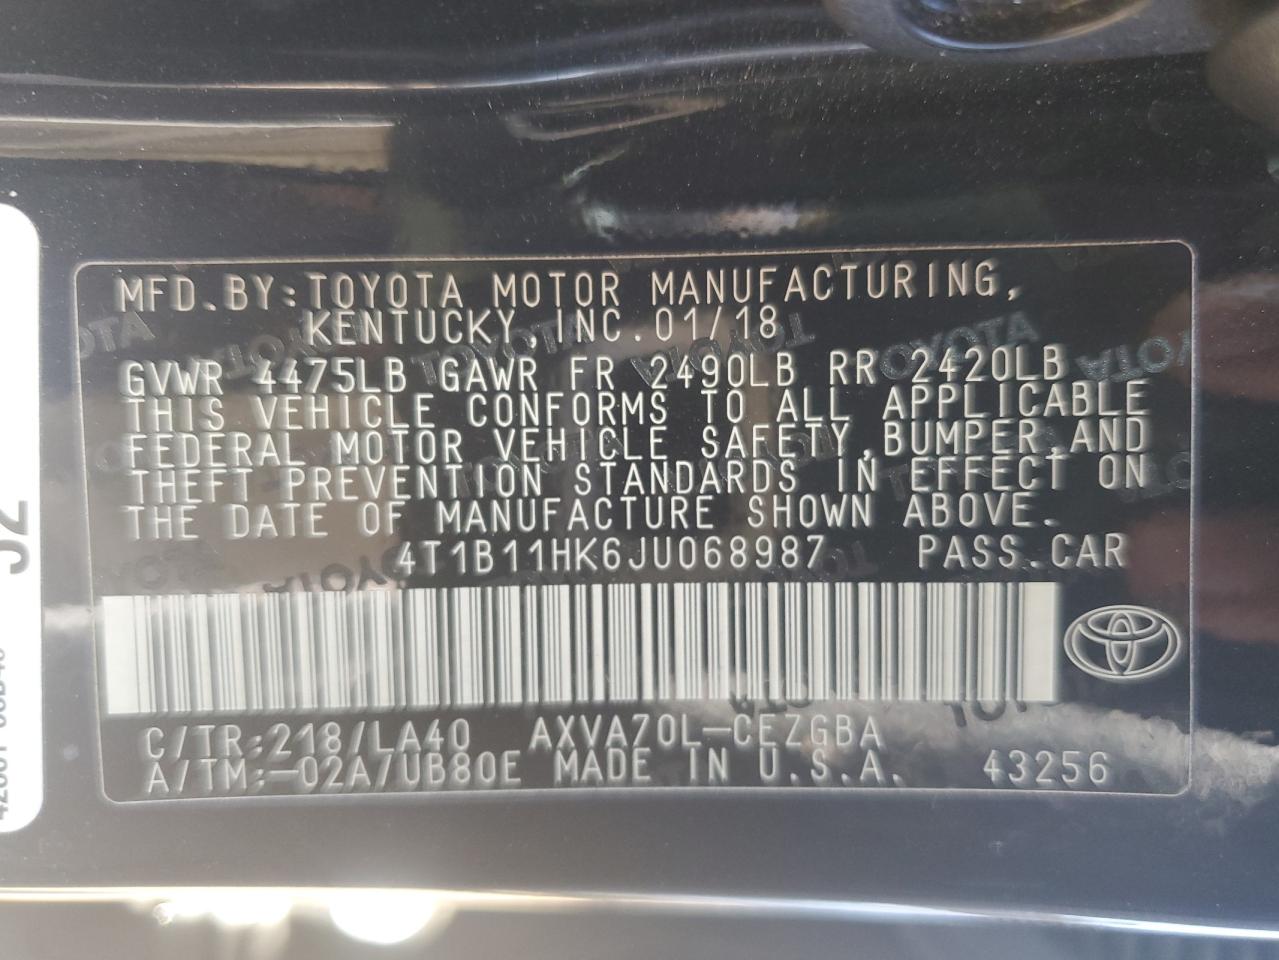 MFD.BY:TOYOTA MOTOR MANUFACTURING,
KENTUCKY, INC.01/18
GVWR 4475LB GAWR FR 2490LB RR 2420LB
THIS VEHICLE CONFORMS TO ALL APPLICABLE
FEDERAL MOTOR VEHICLE SAFETY,BUMPER,AND
THEFT PREVENTION STANDARDS IN EFFECT ON
THE DATE OF MANUFACTURE SHOWN ABOVE.
4T1B11HK6JU068987 PASS.CAR
C/TR:218/LA40 AXVA70L-CEZGBA
A/TM:-02A/UB80E MADE IN U.S.A. 43256